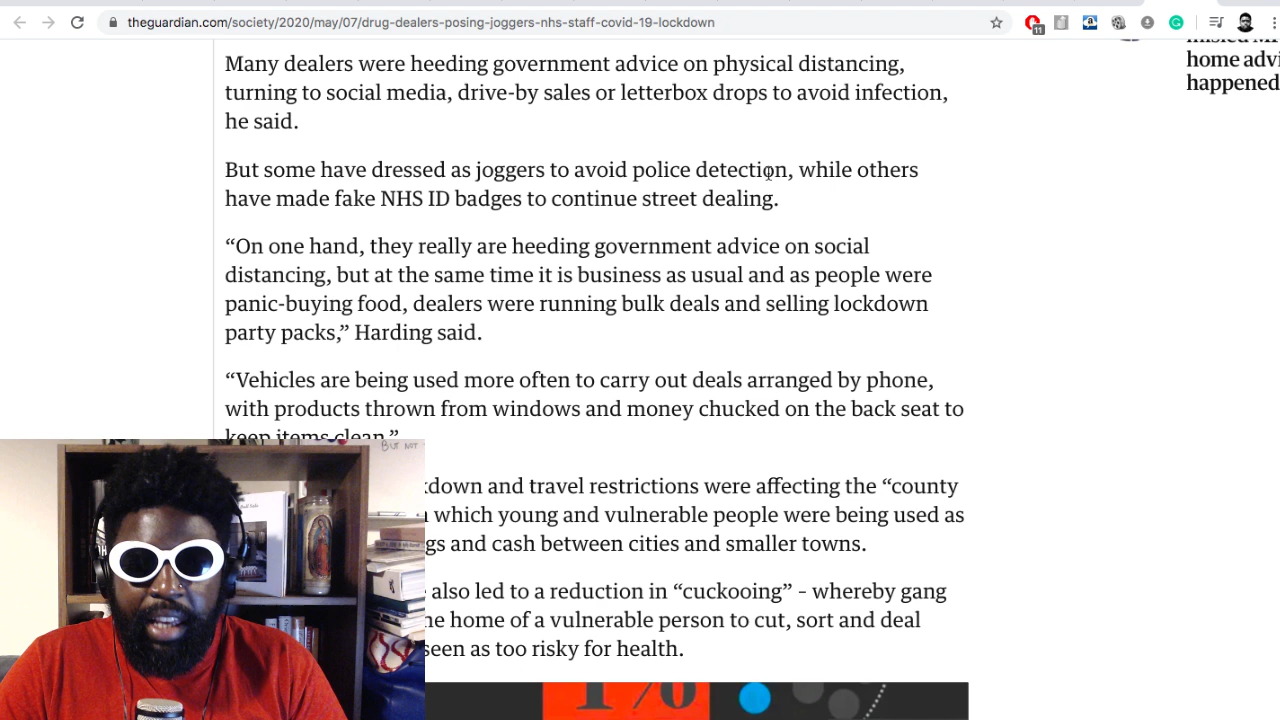 theguardian.com/society/2020/may/07/drug-dealers-posing-joggers-nhs-staff-covid-19-lockdown
11
home advi
happened
Many dealers were heeding government advice on physical distancing,
turning to social media, drive-by sales or letterbox drops to avoid infection,
he said.
But some have dressed as joggers to avoid police detection, while others
have made fake NHS ID badges to continue street dealing.
“On one hand, they really are heeding government advice on social
distancing, but at the same time it is business as usual and as people were
panic-buying food, dealers were running bulk deals and selling lockdown
party packs,” Harding said.
“Vehicles are being used more often to carry out deals arranged by phone,
with products thrown from windows and money chucked on the back seat to
keep items clean.”
BUT NOT
kdown and travel restrictions were affecting the “county
which young and vulnerable people were being used as
gs and cash between cities and smaller towns.
also led to a reduction in “cuckooing” – whereby gang
he home of a vulnerable person to cut, sort and deal
seen as too risky for health.
1%